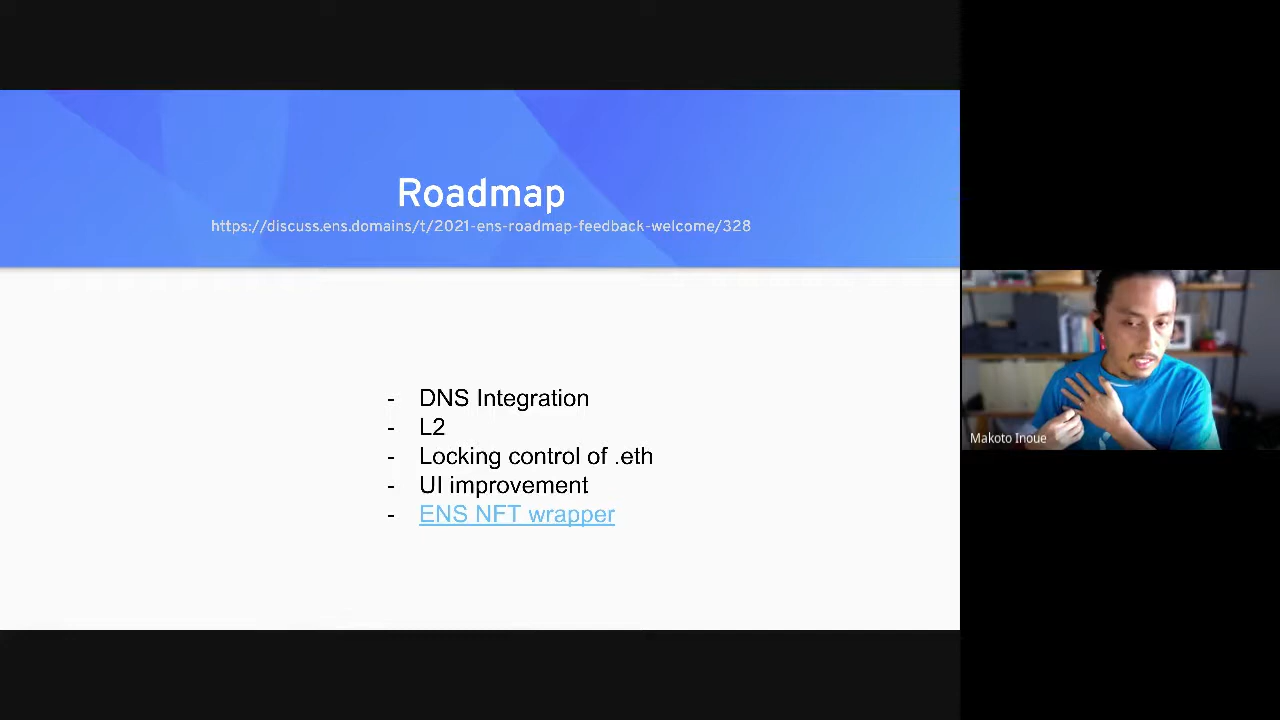 Roadmap
https://discuss.ens.domains/t/2021-ens-roadmap-feedback-welcome/328
- DNS Integration
- L2
- Locking control of .eth
- UI improvement
- ENS NFT wrapper
Makoto Inoue